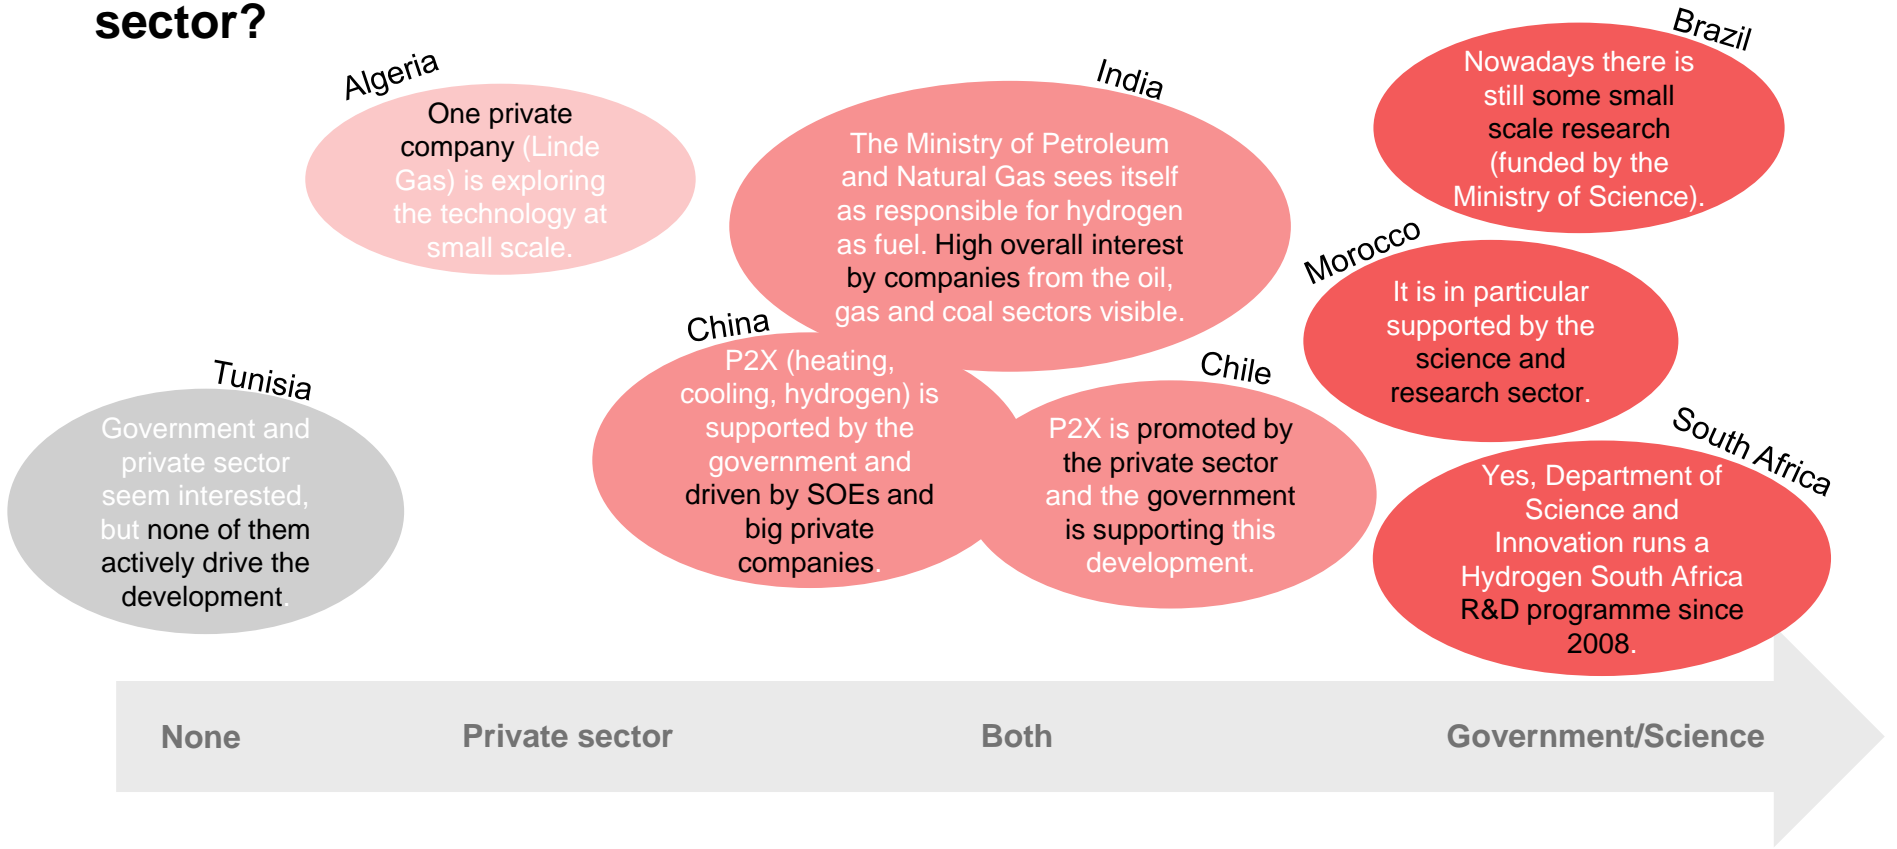 sector?
Algeria
One private
company (Linde
Gas) is exploring
the technology at
small scale.
India
The Ministry of Petroleum
and Natural Gas sees itself
as responsible for hydrogen
as fuel. High overall interest
by companies from the oil,
gas and coal sectors visible.
Brazil
Nowadays there is
still some small
scale research
(funded by the
Ministry of Science).
Morocco
It is in particular
supported by the
science and
research sector.
China
P2X (heating,
cooling, hydrogen) is
supported by the
government and
driven by SOEs and
big private
companies.
Chile
P2X is promoted by
the private sector
and the government
is supporting this
development.
Tunisia
Government and
private sector
seem interested,
but none of them
actively drive the
development.
South Africa
Yes, Department of
Science and
Innovation runs a
Hydrogen South Africa
R&D programme since
2008.
None
Private sector
Both
Government/Science